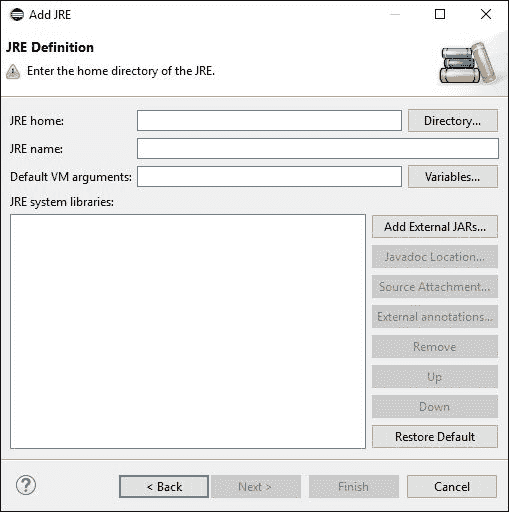 Add JRE
JRE Definition
Enter the home directory of the JRE.
JRE home:
Directory...
JRE name:
Default VM arguments:
Variables...
JRE system libraries:
Add External JARs...
Javadoc Location...
Source Attachment...
External annotations...
Remove
Up
Down
Restore Default
?
< Back
Next >
Finish
Cancel